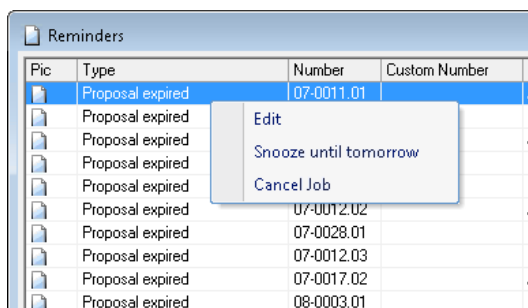 Reminders
Pic Type Number Custom Number
Proposal expired 07-0011.01
Proposal expired
Proposal expired
Proposal expired
Proposal expired
Proposal expired 07-0012.02
Proposal expired 07-0028.01
Proposal expired 07-0012.03
Proposal expired 07-0017.02
Proposal expired 08-0003.01
Edit
Snooze until tomorrow
Cancel Job